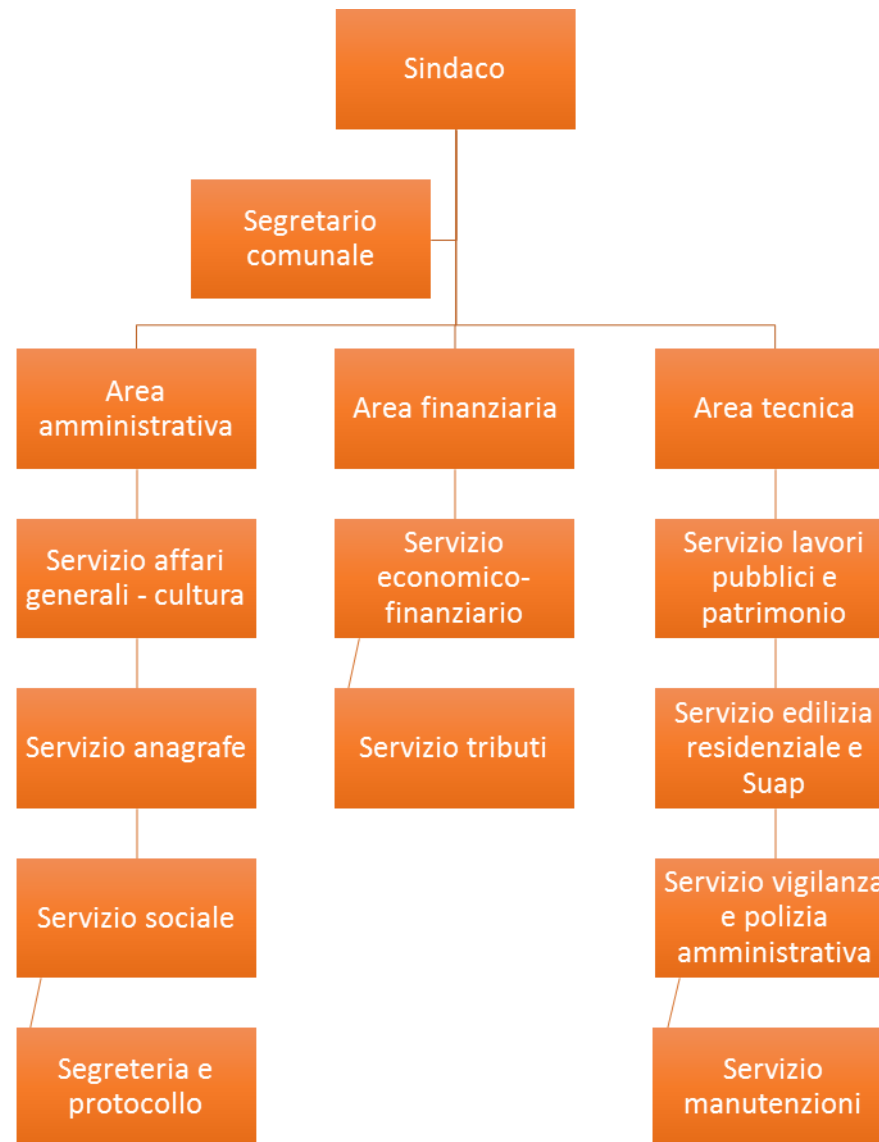 Sindaco
Segretario
comunale
Area
amministrativa
Area finanziaria
Area tecnica
Servizio affari
generali - cultura
Servizio
economico-
finanziario
Servizio lavori
pubblici e
patrimonio
Servizio anagrafe
Servizio tributi
Servizio edilizia
residenziale e
Suap
Servizio sociale
Servizio vigilanza
e polizia
amministrativa
Segreteria e
protocollo
Servizio
manutenzioni